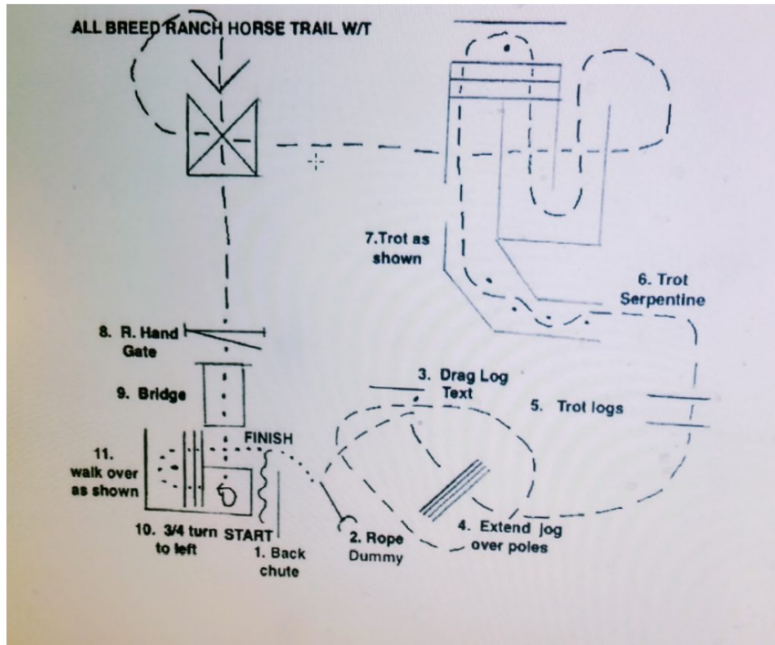 ALL BREED RANCH HORSE TRAIL W/T
7.Trot as
shown
6. Trot
Serpentine
8. R. Hand
Gate
3. Drag Log
Text
9. Bridge
5. Trot logs
11.
walk over
as shown
FINISH
10. 3/4 turn
to left
START
1. Back
chute
2. Rope
Dummy
4. Extend jog
over poles